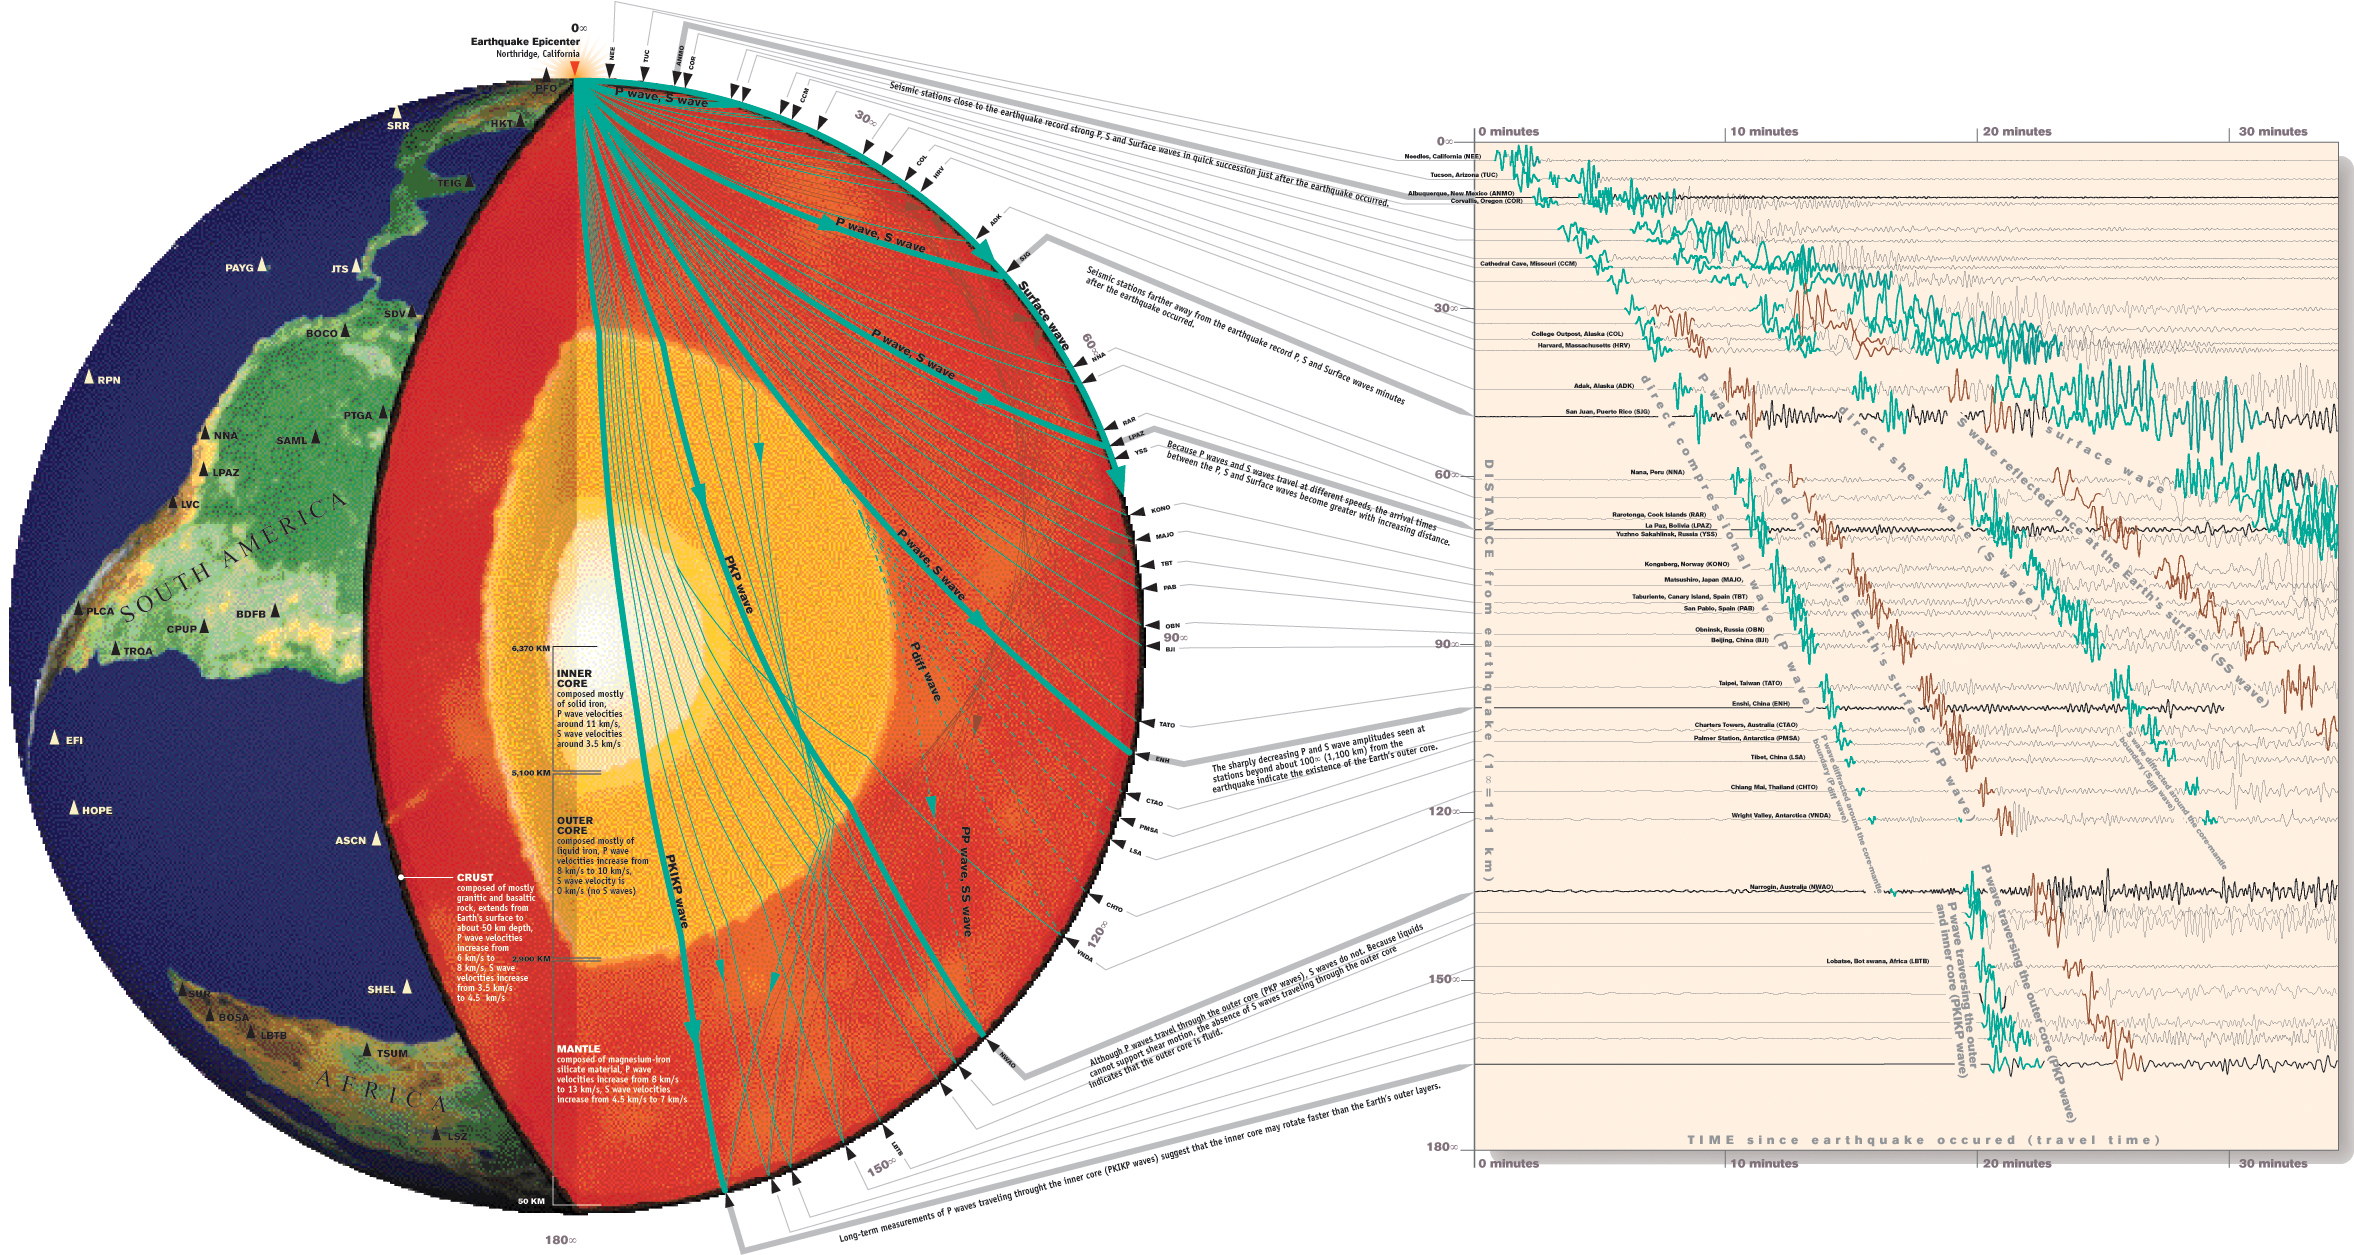 0∞
Earthquake Epicenter
Northridge, California
PFO
SRR
HKT
TEIG
PAYG
JTS
SDV
BOCO
RPN
PTGA
NNA
SAML
LPAZ
LVC
SOUTH AMERICA
PLCA
BDFB
CPUP
TRQA
EFI
HOPE
ASCN
SHEL
SUR
BOSA
LBTB
TSUM
AFRICA
LSZ
CRUST
composed of mostly
granitic and basaltic
rock, extends from
Earth's surface to
about 50 km depth,
P wave velocities
increase from
6 km/s to
8 km/s, S wave
velocities increase
from 3.5 km/s
to 4.5 km/s
6,370 KM
INNER
CORE
composed mostly
of solid iron,
P wave velocities
around 11 km/s,
S wave velocities
around 3.5 km/s
5,100 KM
OUTER
CORE
composed mostly of
liquid iron, P wave
velocities increase from
8 km/s to 10 km/s,
S wave velocity is
0 km/s (no S waves)
2,900 KM
MANTLE
composed of magnesium-iron
silicate material, P wave
velocities increase from 8 km/s
to 13 km/s, S wave velocities
increase from 4.5 km/s to 7 km/s
50 KM
180∞
P wave, S wave
P wave, S wave
P wave, S wave
P wave, S wave
Surface wave
PKP wave
P diff wave
PKIKP wave
PP wave, SS wave
NEE
TUC
ANMO
COR
CCM
30∞
COL
HRV
ADK
SJG
60∞
NNA
RAR
LPAZ
YSS
KONO
MAJO
TBT
PAB
OBN
90∞
BJI
TATO
ENH
CTAO
PMSA
LSA
CHTO
120∞
VNDA
NWAO
LBTB
150∞
Seismic stations close to the earthquake record strong P, S and Surface waves in quick succession just after the earthquake occurred.
Seismic stations farther away from the earthquake record P, S and Surface waves minutes
after the earthquake occurred.
Because P waves and S waves travel at different speeds, the arrival times
between the P, S and Surface waves become greater with increasing distance.
The sharply decreasing P and S wave amplitudes seen at
stations beyond about 100∞ (1,100 km) from the
earthquake indicate the existence of the Earth's outer core.
Although P waves travel through the outer core (PKP waves), S waves do not. Because liquids
cannot support shear motion, the absence of S waves traveling through the outer core
indicates that the outer core is fluid.
Long-term measurements of P waves traveling throught the inner core (PKIKP waves) suggest that the inner core may rotate faster than the Earth's outer layers.
0 minutes
10 minutes
20 minutes
30 minutes
0∞
Needles, California (NEE)
Tucson, Arizona (TUC)
Albuquerque, New Mexico (ANMO)
Corvallis, Oregon (COR)
Cathedral Cave, Missouri (CCM)
30∞
College Outpost, Alaska (COL)
Harvard, Massachusetts (HRV)
Adak, Alaska (ADK)
San Juan, Puerto Rico (SJG)
60∞
Nana, Peru (NNA)
Rarotonga, Cook Islands (RAR)
La Paz, Bolivia (LPAZ)
Yuzhno Sakahlinsk, Russia (YSS)
Kongsberg, Norway (KONO)
Matsushiro, Japan (MAJO,
Taburiente, Canary Island, Spain (TBT)
San Pablo, Spain (PAB)
Obninsk, Russia (OBN)
Beijing, China (BJI)
90∞
Taipei, Taiwan (TATO)
Enshi, China (ENH)
Charters Towers, Australia (CTAO)
Palmer Station, Antarctica (PMSA)
Tibet, China (LSA)
Chiang Mai, Thailand (CHTO)
120∞
Wright Valley, Antarctica (VNDA)
Narrogin, Australia (NWAO)
Lobatse, Bot swana, Africa (LBTB)
150∞
180∞
DISTANCE from earthquake (1∞=111 km)
direct compressional wave (P wave)
P wave reflected once at the Earth's surface (PP wave)
direct shear wave (S wave)
S wave reflected once at the Earth's surface (SS wave)
surface wave
P wave diffracted around the core-mantle
boundary (P diff wave)
S wave diffracted around the core-mantle
boundary (S diff wave)
P wave traversing the outer
and inner core (PKIKP wave)
P wave traversing the outer core (PKP wave)
TIME since earthquake occured (travel time)
0 minutes
10 minutes
20 minutes
30 minutes